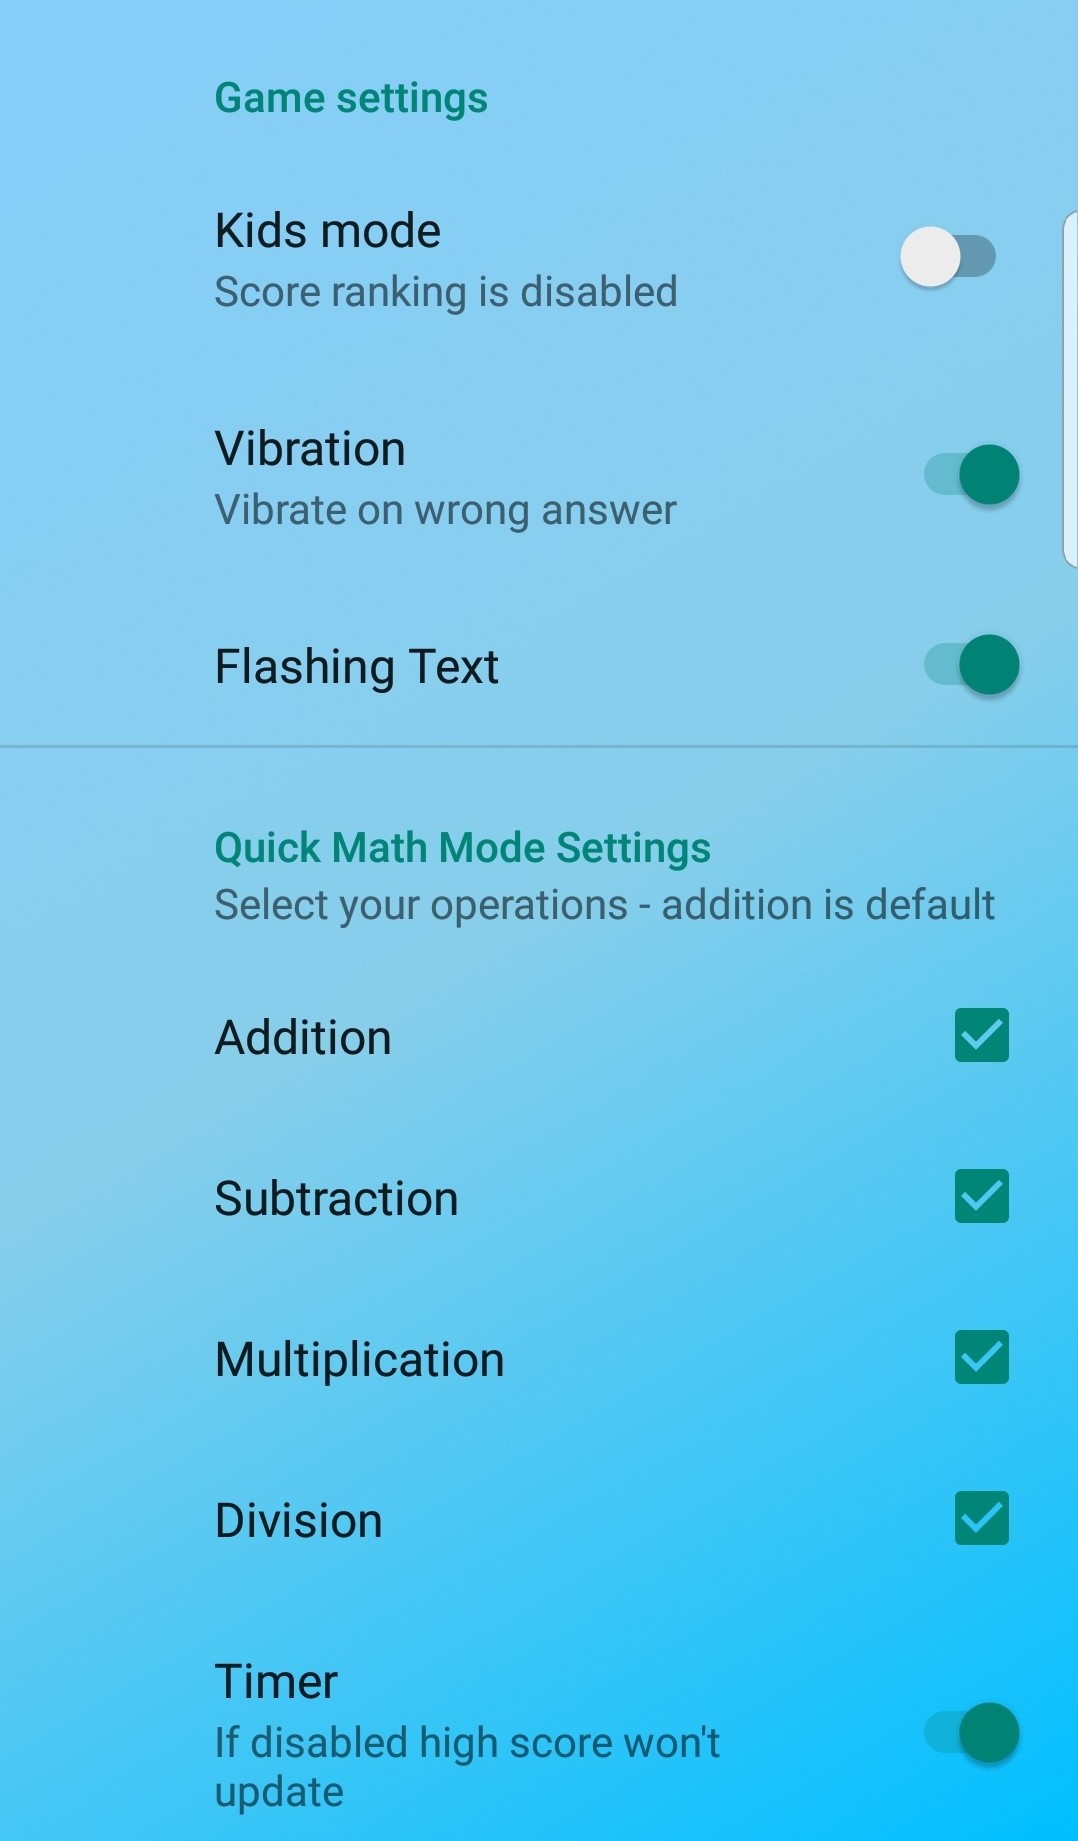 Game settings
Kids mode
Score ranking is disabled
Vibration
Vibrate on wrong answer
Flashing Text
Quick Math Mode Settings
Select your operations - addition is default
Addition
Subtraction
Multiplication
Division
Timer
If disabled high score won't
update